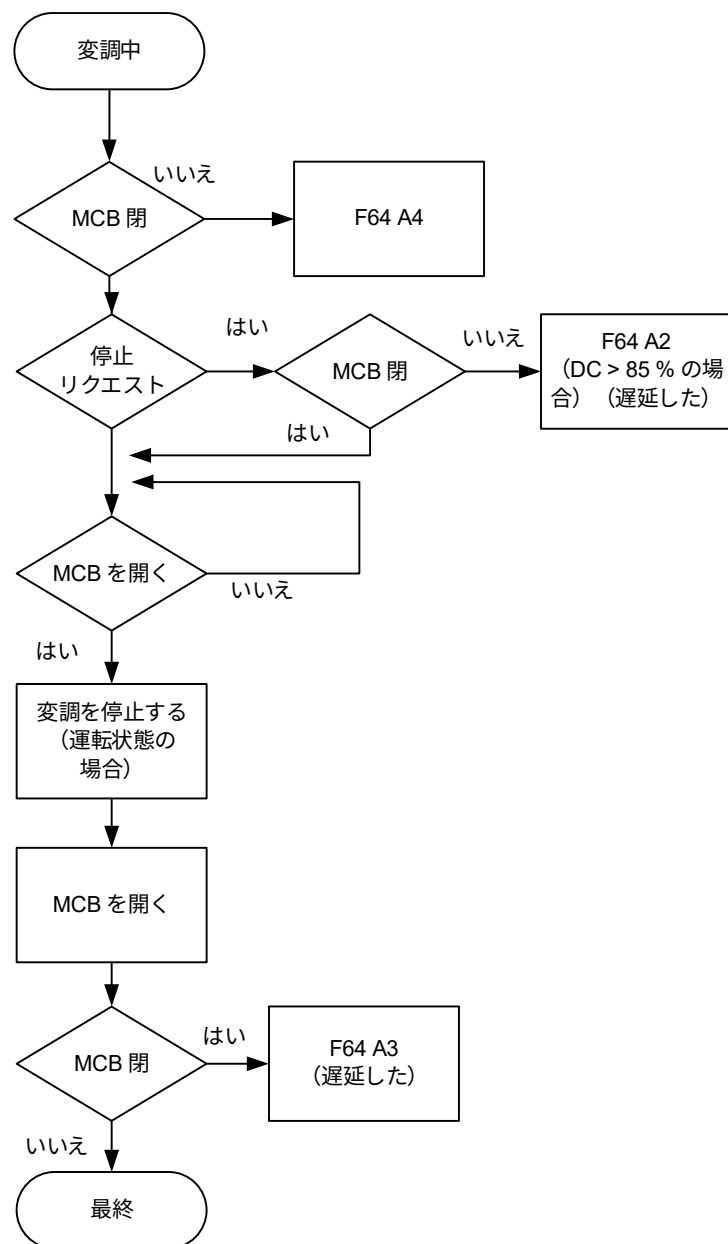 変調中
いいえ
MCB 閉
F64 A4
停止
リクエスト
はい
MCB 閉
いいえ
F64 A2
（DC > 85 % の場
合）（遅延した）
はい
MCB を開く
いいえ
はい
変調を停止する
（運転状態の
場合）
MCB を開く
MCB 閉
はい
F64 A3
（遅延した）
いいえ
最終